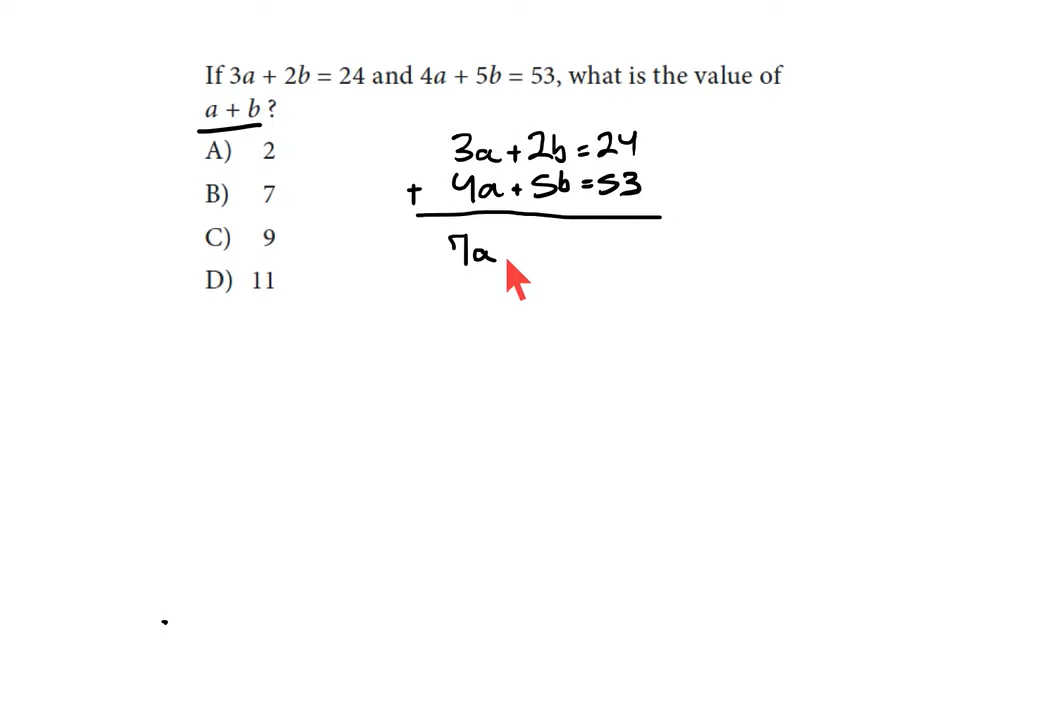 If 3a + 2b = 24 and 4a + 5b = 53, what is the value of
a + b ?
A) 2
B) 7
C) 9
D) 11
3a + 2b = 24
+ 4a + 5b = 53
7a